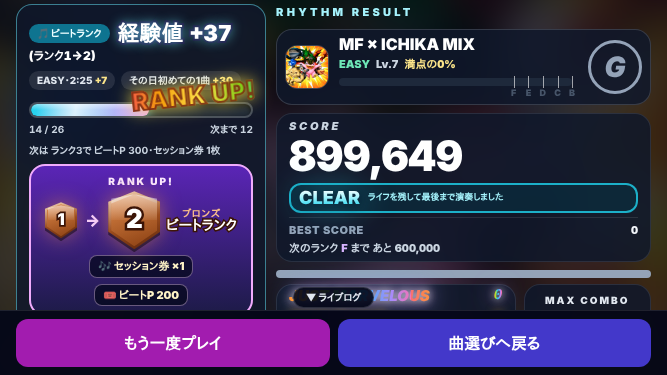 ビートランク 経験値 +37
(ランク1→2)
EASY・2:25 +7 その日初めての1曲 +30
RANK UP!
14 / 26 次まで 12
次は ランク3で ビートP 300・セッション券 1枚
RANK UP!
1 → 2 ブロンズ
ビートランク
セッション券 ×1
ビートP 200
RHYTHM RESULT
MF × ICHIKA MIX
EASY Lv.7 満点の0%
F E D C B
G
SCORE
899,649
CLEAR ライフを残して最後まで演奏しました
BEST SCORE 0
次のランク F まで あと 600,000
▼ ライブログ
VELOUS 0
MAX COMBO
もう一度プレイ
曲選びへ戻る